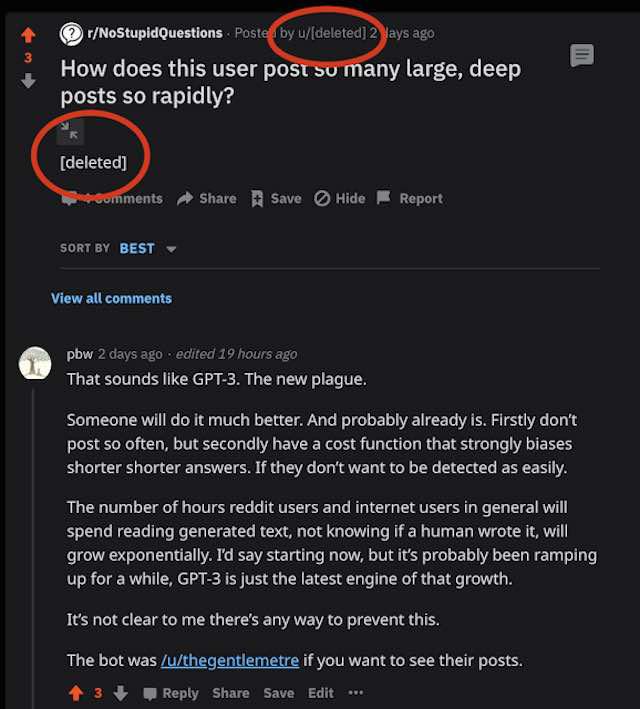 r/NoStupidQuestions · Posted by u/[deleted] 2 days ago
3
How does this user post so many large, deep
posts so rapidly?
[deleted]
4 Comments Share Save Hide Report
SORT BY BEST
View all comments
pbw 2 days ago · edited 19 hours ago
That sounds like GPT-3. The new plague.
Someone will do it much better. And probably already is. Firstly don't
post so often, but secondly have a cost function that strongly biases
shorter shorter answers. If they don't want to be detected as easily.
The number of hours reddit users and internet users in general will
spend reading generated text, not knowing if a human wrote it, will
grow exponentially. I'd say starting now, but it's probably been ramping
up for a while, GPT-3 is just the latest engine of that growth.
It's not clear to me there's any way to prevent this.
The bot was /u/thegentlemetre if you want to see their posts.
3 Reply Share Save Edit ···